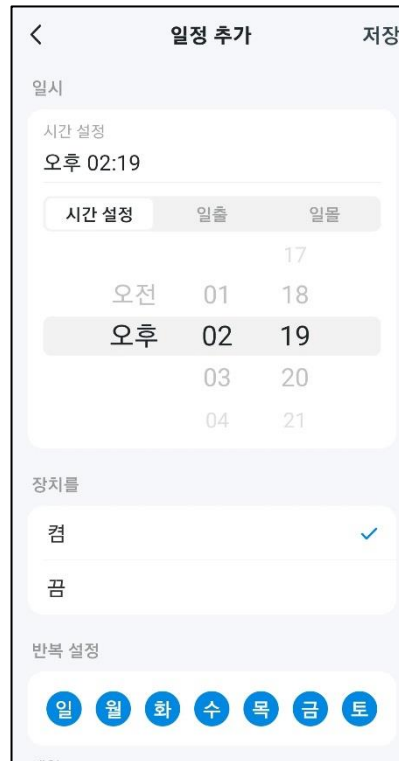 일정 추가 저장
일시
시간 설정
오후 02:19
시간 설정 일출 일몰
17
오전 01 18
오후 02 19
03 20
04 21
장치를
켬
끔
반복 설정
일 월 화 수 목 금 토